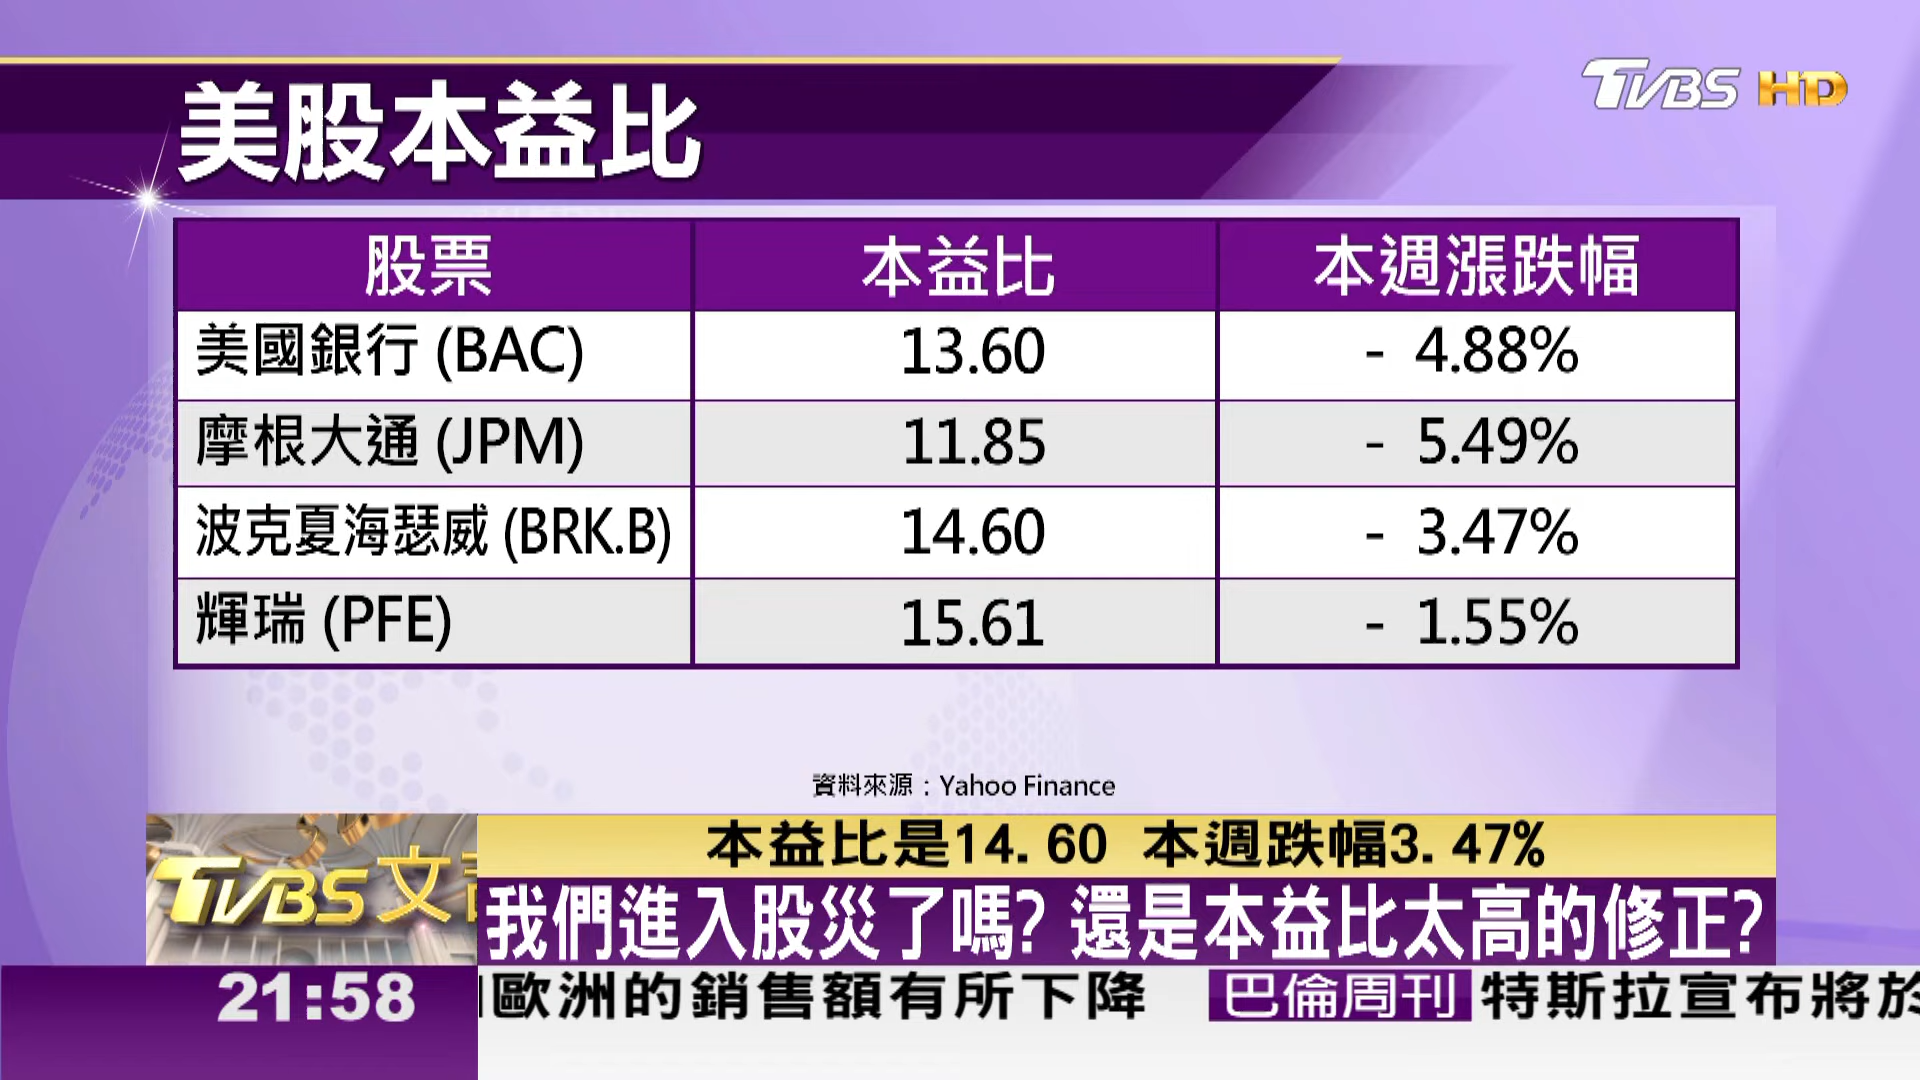 美股本益比
TVBS HD
股票 本益比 本週漲跌幅
美國銀行 (BAC) 13.60 - 4.88%
摩根大通 (JPM) 11.85 - 5.49%
波克夏海瑟威 (BRK.B) 14.60 - 3.47%
輝瑞 (PFE) 15.61 - 1.55%
資料來源：Yahoo Finance
本益比是14.60 本週跌幅3.47%
TVBS 文
我們進入股災了嗎? 還是本益比太高的修正?
21:58
歐洲的銷售額有所下降 巴倫周刊 特斯拉宣布將於